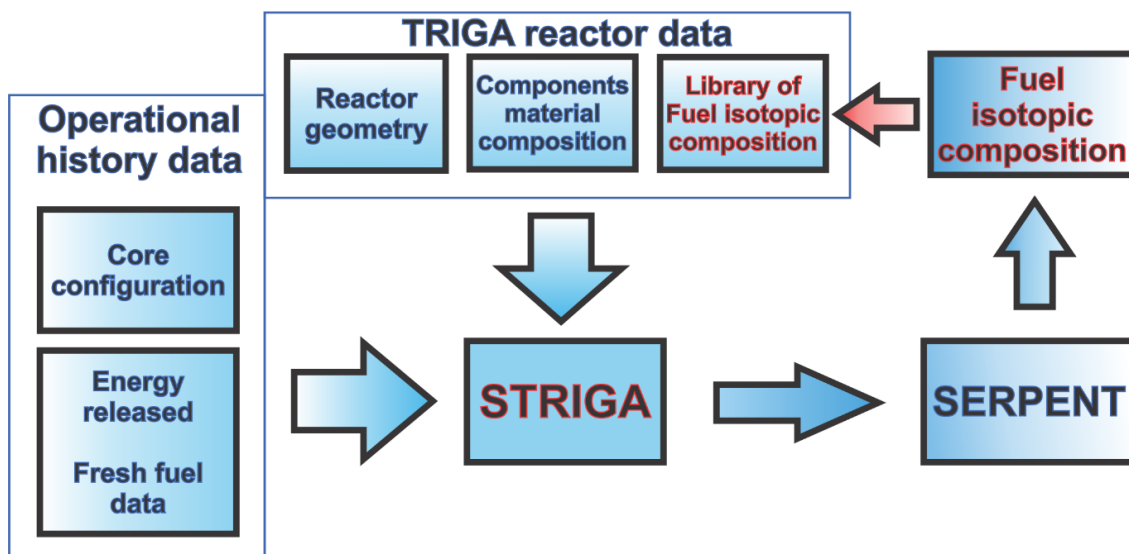 TRIGA reactor data
Reactor
geometry
Components
material
composition
Library of
Fuel isotopic
composition
Fuel
isotopic
composition
Operational
history data
Core
configuration
Energy
released
Fresh fuel
data
STRIGA
SERPENT